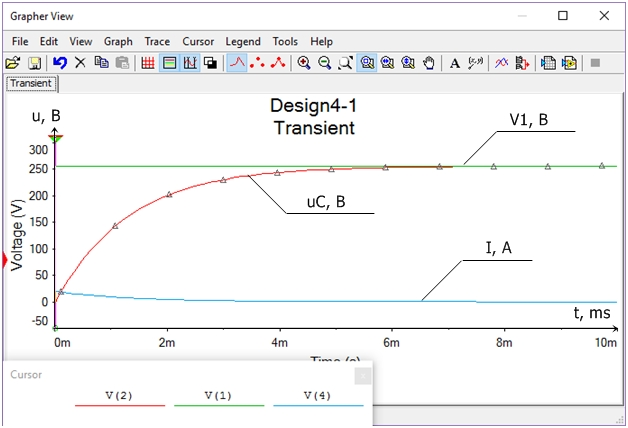 Grapher View
File Edit View Graph Trace Cursor Legend Tools Help
Transient
Design4-1
Transient
u, B
V1, B
uC, B
I, A
t, ms
Voltage (V)
300
250
200
150
100
50
0
-50
0m 2m 4m 6m 8m 10m
Time (s)
Cursor
V(2) V(1) V(4)